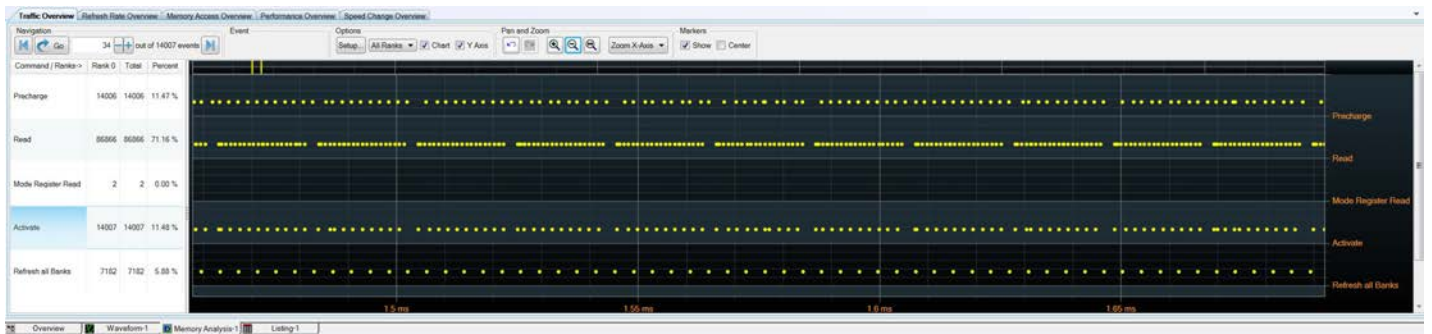 Traffic Overview Refresh Rate Overview Memory Access Overview Performance Overview Speed Change Overview
Navigation Event Options Pan and Zoom Markers
Go 34 out of 14007 events Setup... All Ranks Chart Y Axis Zoom X-Axis Show Center
Command / Ranks-> Rank 0 Total Percent
Precharge 14006 14006 11.47 %
Precharge
Read 86866 86866 71.16 %
Read
Mode Register Read 2 2 0.00 %
Mode Register Read
Activate 14007 14007 11.48 %
Activate
Refresh all Banks 7182 7182 5.88 %
Refresh all Banks
1.5 ms 1.55 ms 1.6 ms 1.65 ms
Overview Waveform-1 Memory Analysis-1 Listing-1